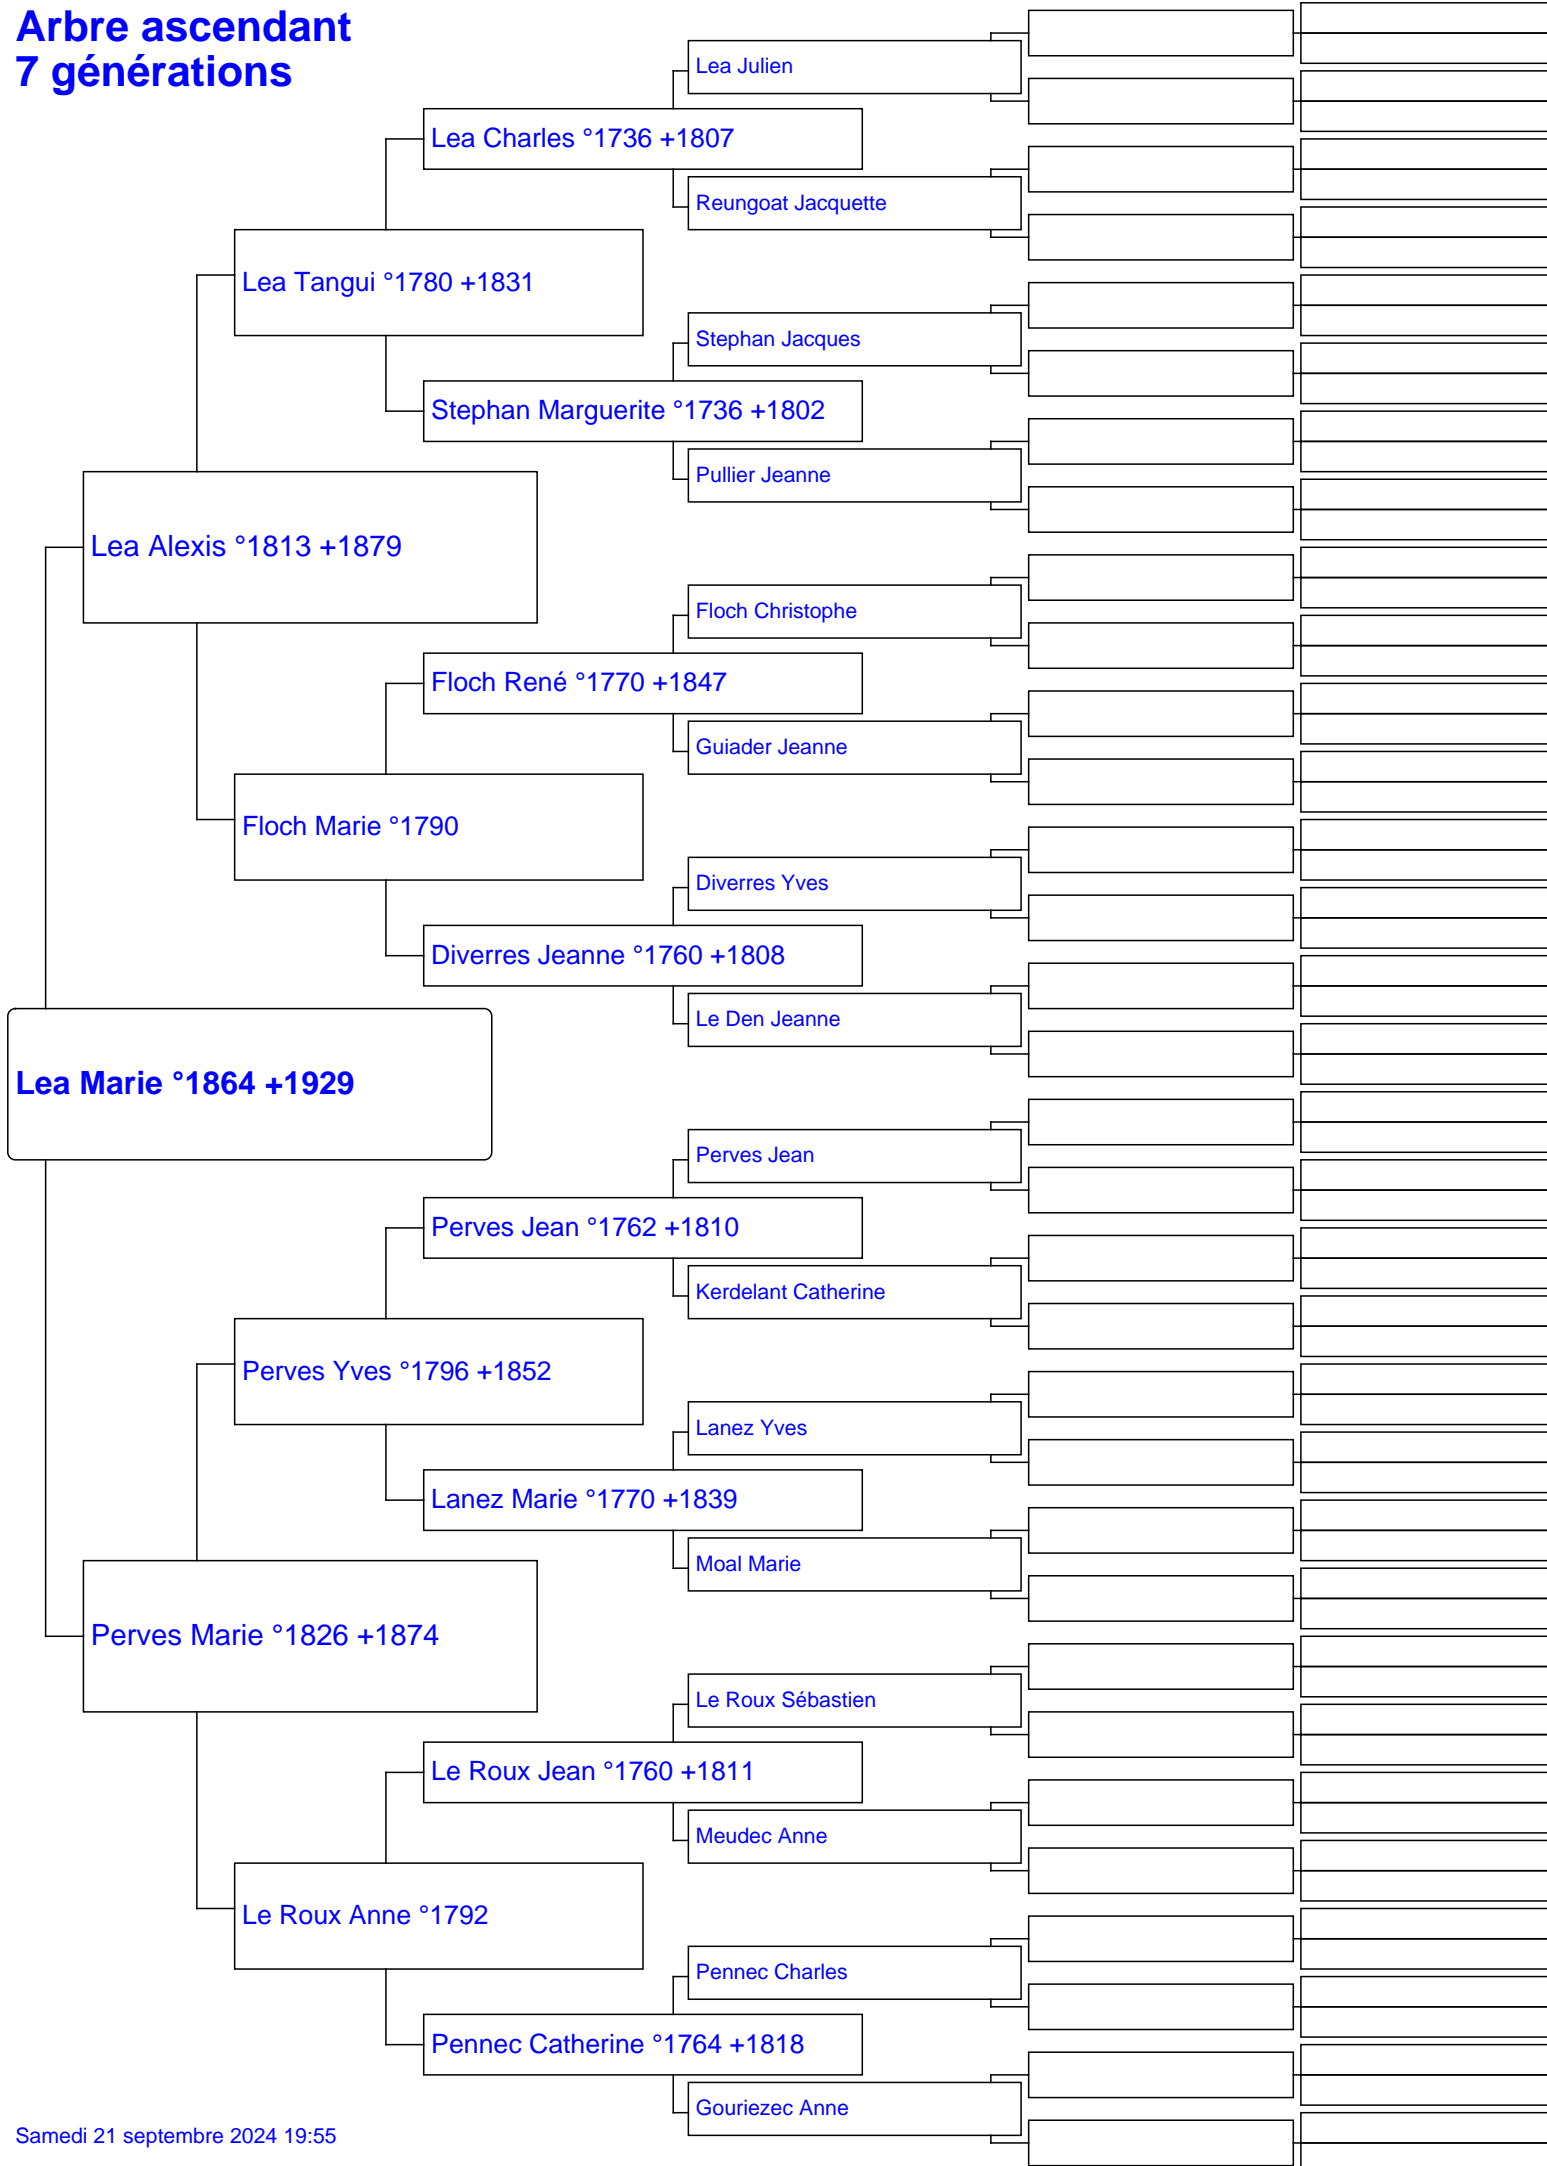 Arbre ascendant
7 générations
Lea Julien
Lea Charles °1736 +1807
Reungoat Jacquette
Lea Tangui °1780 +1831
Stephan Jacques
Stephan Marguerite °1736 +1802
Pullier Jeanne
Lea Alexis °1813 +1879
Floch Christophe
Floch René °1770 +1847
Guiader Jeanne
Floch Marie °1790
Diverres Yves
Diverres Jeanne °1760 +1808
Le Den Jeanne
Lea Marie °1864 +1929
Perves Jean
Perves Jean °1762 +1810
Kerdelant Catherine
Perves Yves °1796 +1852
Lanez Yves
Lanez Marie °1770 +1839
Moal Marie
Perves Marie °1826 +1874
Le Roux Sébastien
Le Roux Jean °1760 +1811
Meudec Anne
Le Roux Anne °1792
Pennec Charles
Pennec Catherine °1764 +1818
Gouriezec Anne
Samedi 21 septembre 2024 19:55